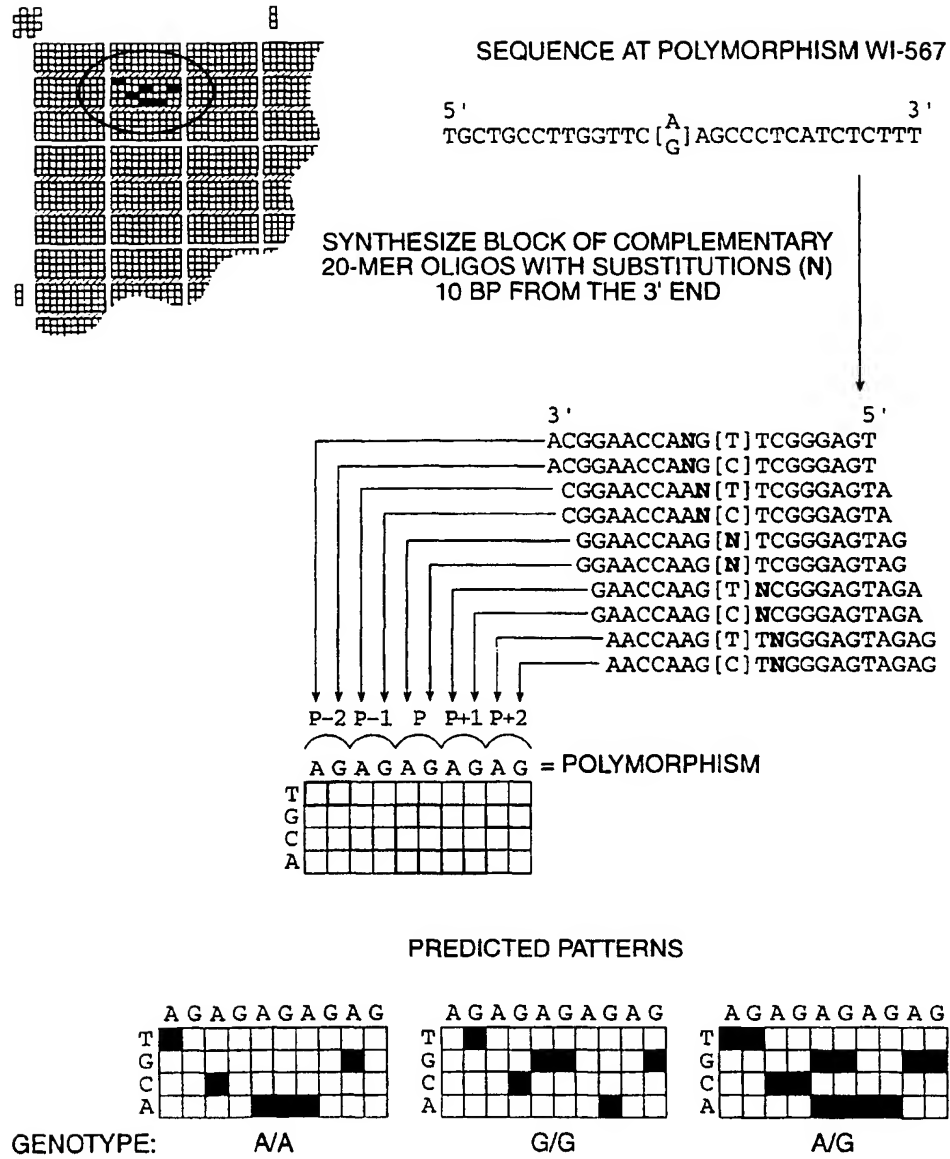 SEQUENCE AT POLYMORPHISM WI-567
5' 3'
TGCTGCCTTGGTTC[A/G]AGCCCTCATCTCTTT
SYNTHESIZE BLOCK OF COMPLEMENTARY
20-MER OLIGOS WITH SUBSTITUTIONS (N)
10 BP FROM THE 3' END
3' 5'
ACGGAACCANG[T]TCGGGAGT
ACGGAACCANG[C]TCGGGAGT
CGGAACCAAN[T]TCGGGAGTA
CGGAACCAAN[C]TCGGGAGTA
GGAACCAAG[N]TCGGGAGTAG
GGAACCAAG[N]TCGGGAGTAG
GAACCAAG[T]NCGGGAGTAGA
GAACCAAG[C]NCGGGAGTAGA
AACCAAG[T]TNGGGAGTAGAG
AACCAAG[C]TNGGGAGTAGAG
P-2 P-1 P P+1 P+2
A G A G A G A G A G = POLYMORPHISM
T
G
C
A
PREDICTED PATTERNS
A G A G A G A G A G
T
G
C
A
A G A G A G A G A G
T
G
C
A
A G A G A G A G A G
T
G
C
A
GENOTYPE: A/A G/G A/G